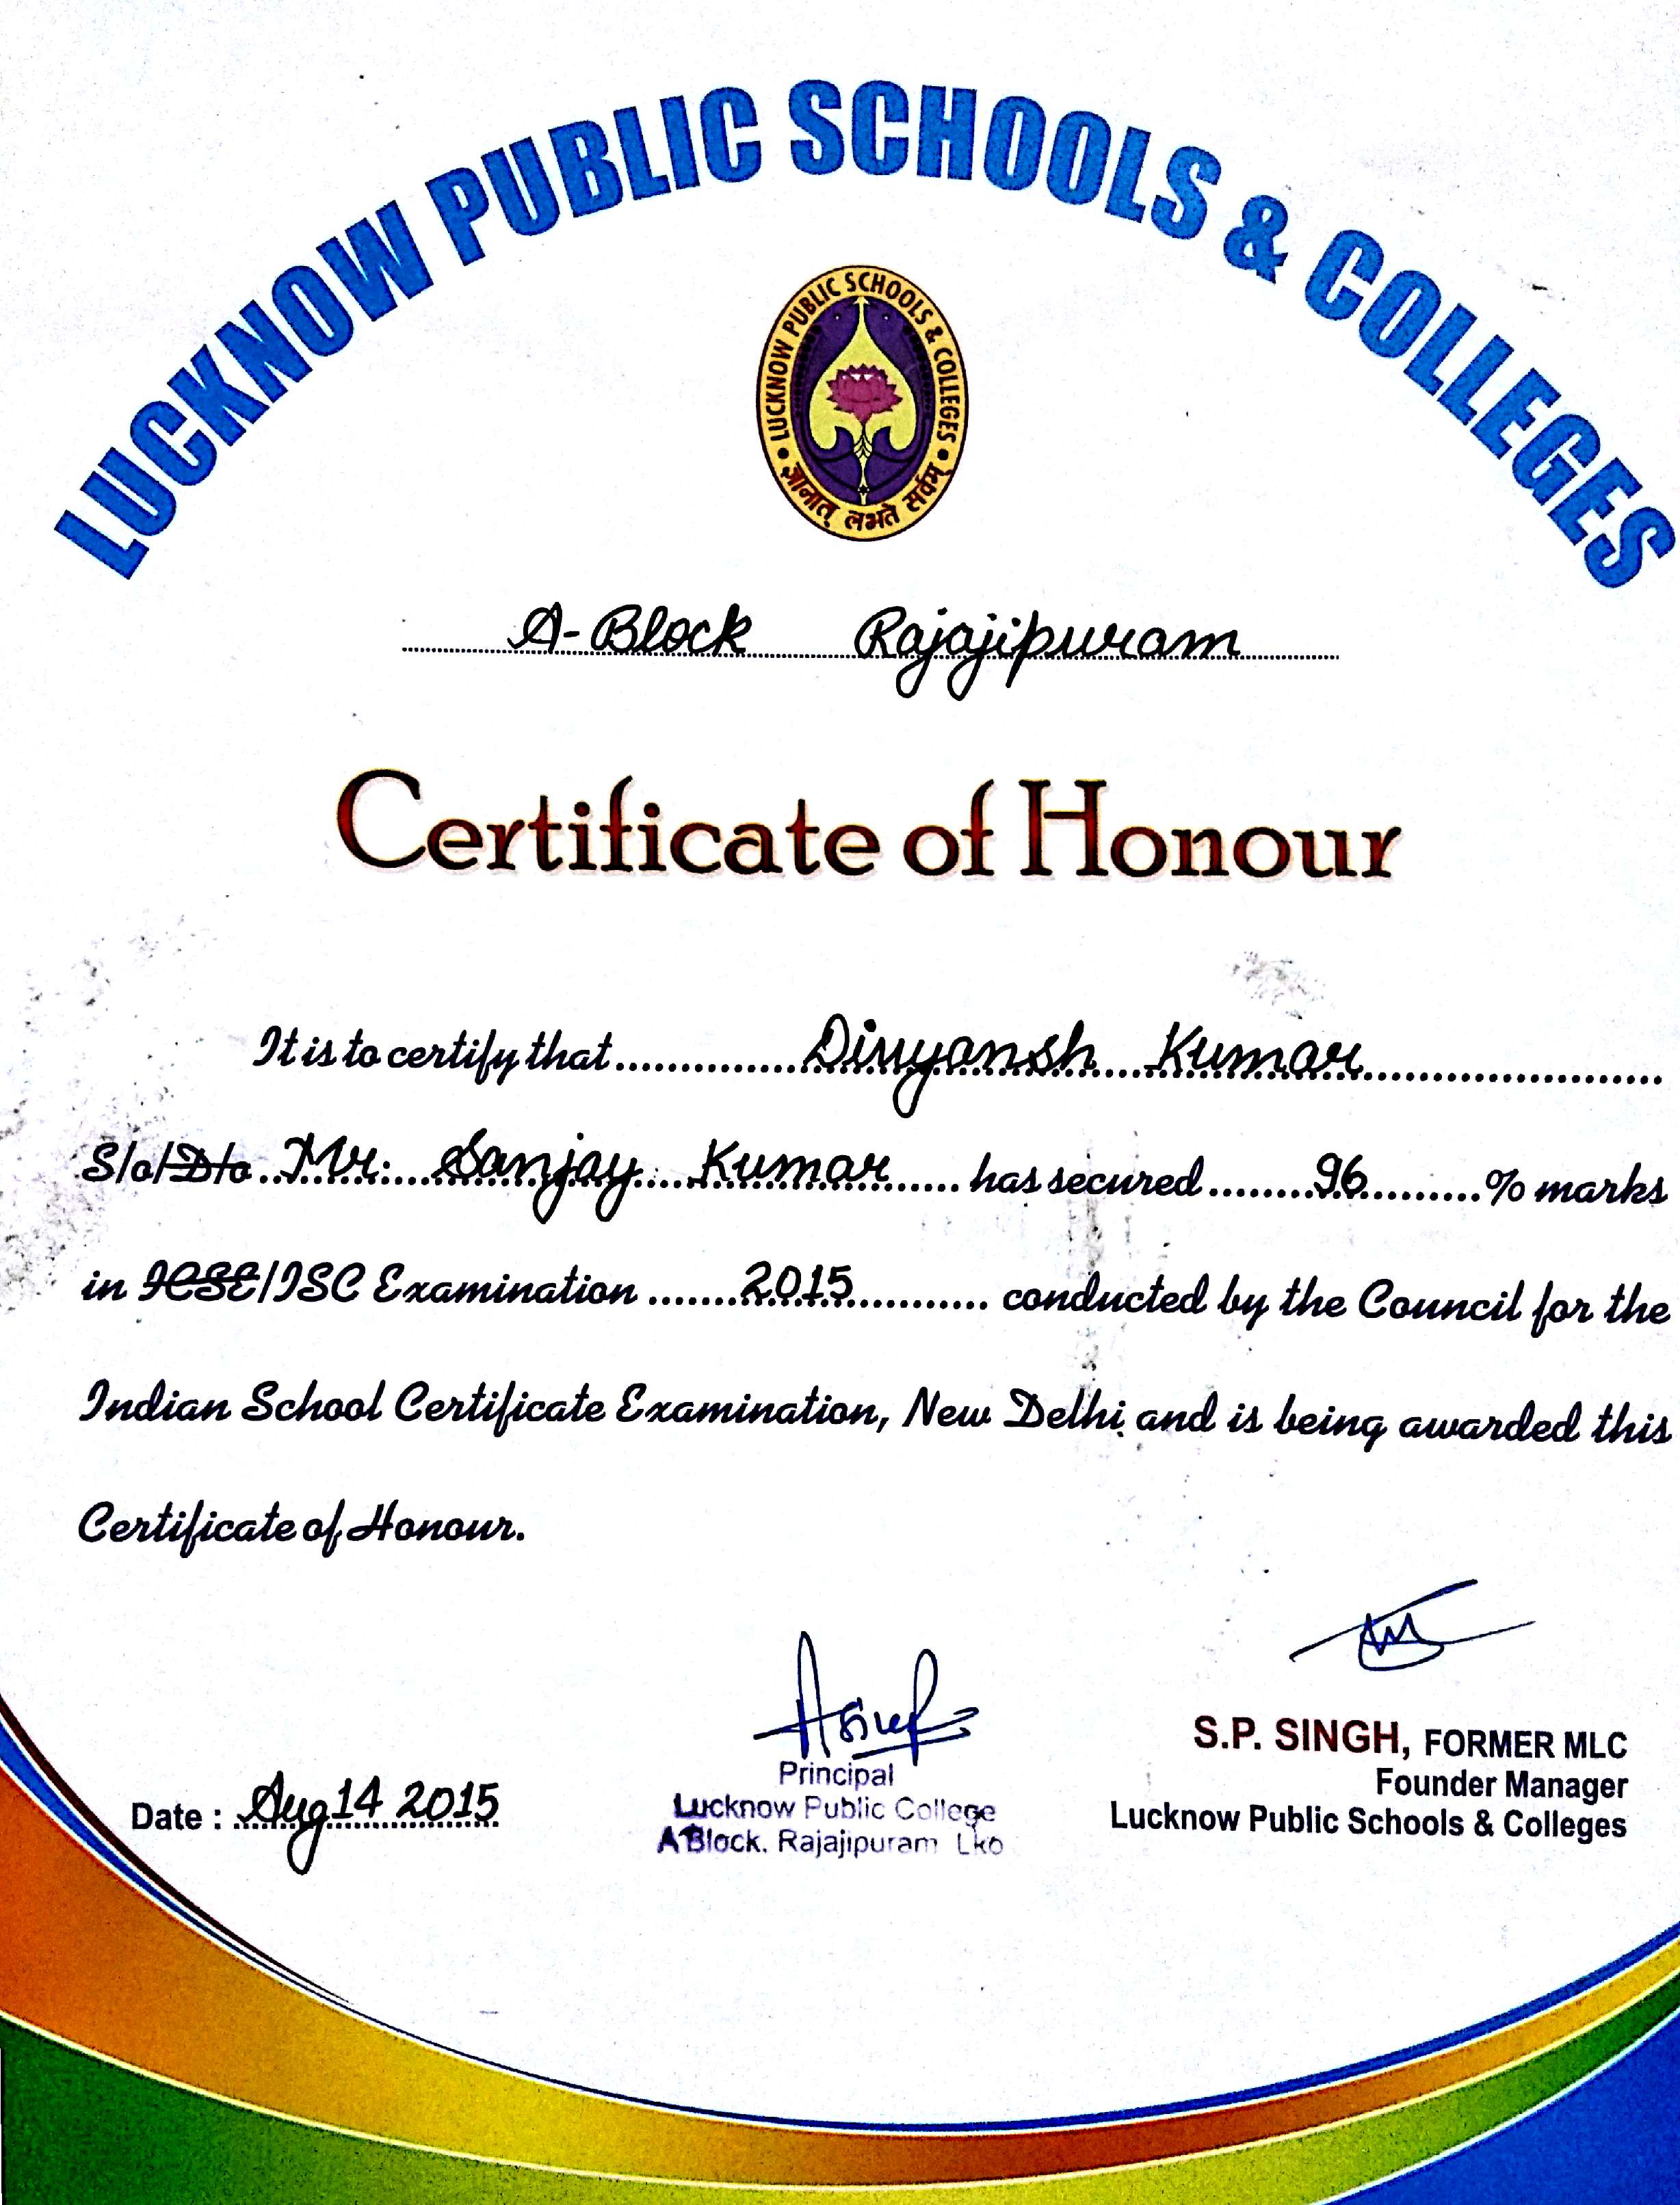 LUCKNOW PUBLIC SCHOOLS & COLLEGES
LUCKNOW PUBLIC SCHOOLS & COLLEGES
ज्ञानात् लभते सर्वम्
A-Block Rajajipuram
Certificate of Honour
It is to certify that Divyansh Kumar
S/o/D/o Mr. Sanjay Kumar has secured 96 % marks
in ICSE/ISC Examination 2015 conducted by the Council for the
Indian School Certificate Examination, New Delhi and is being awarded this
Certificate of Honour.
Date : Aug 14 2015
Principal
Lucknow Public College
A Block, Rajajipuram Lko
S.P. SINGH, FORMER MLC
Founder Manager
Lucknow Public Schools & Colleges